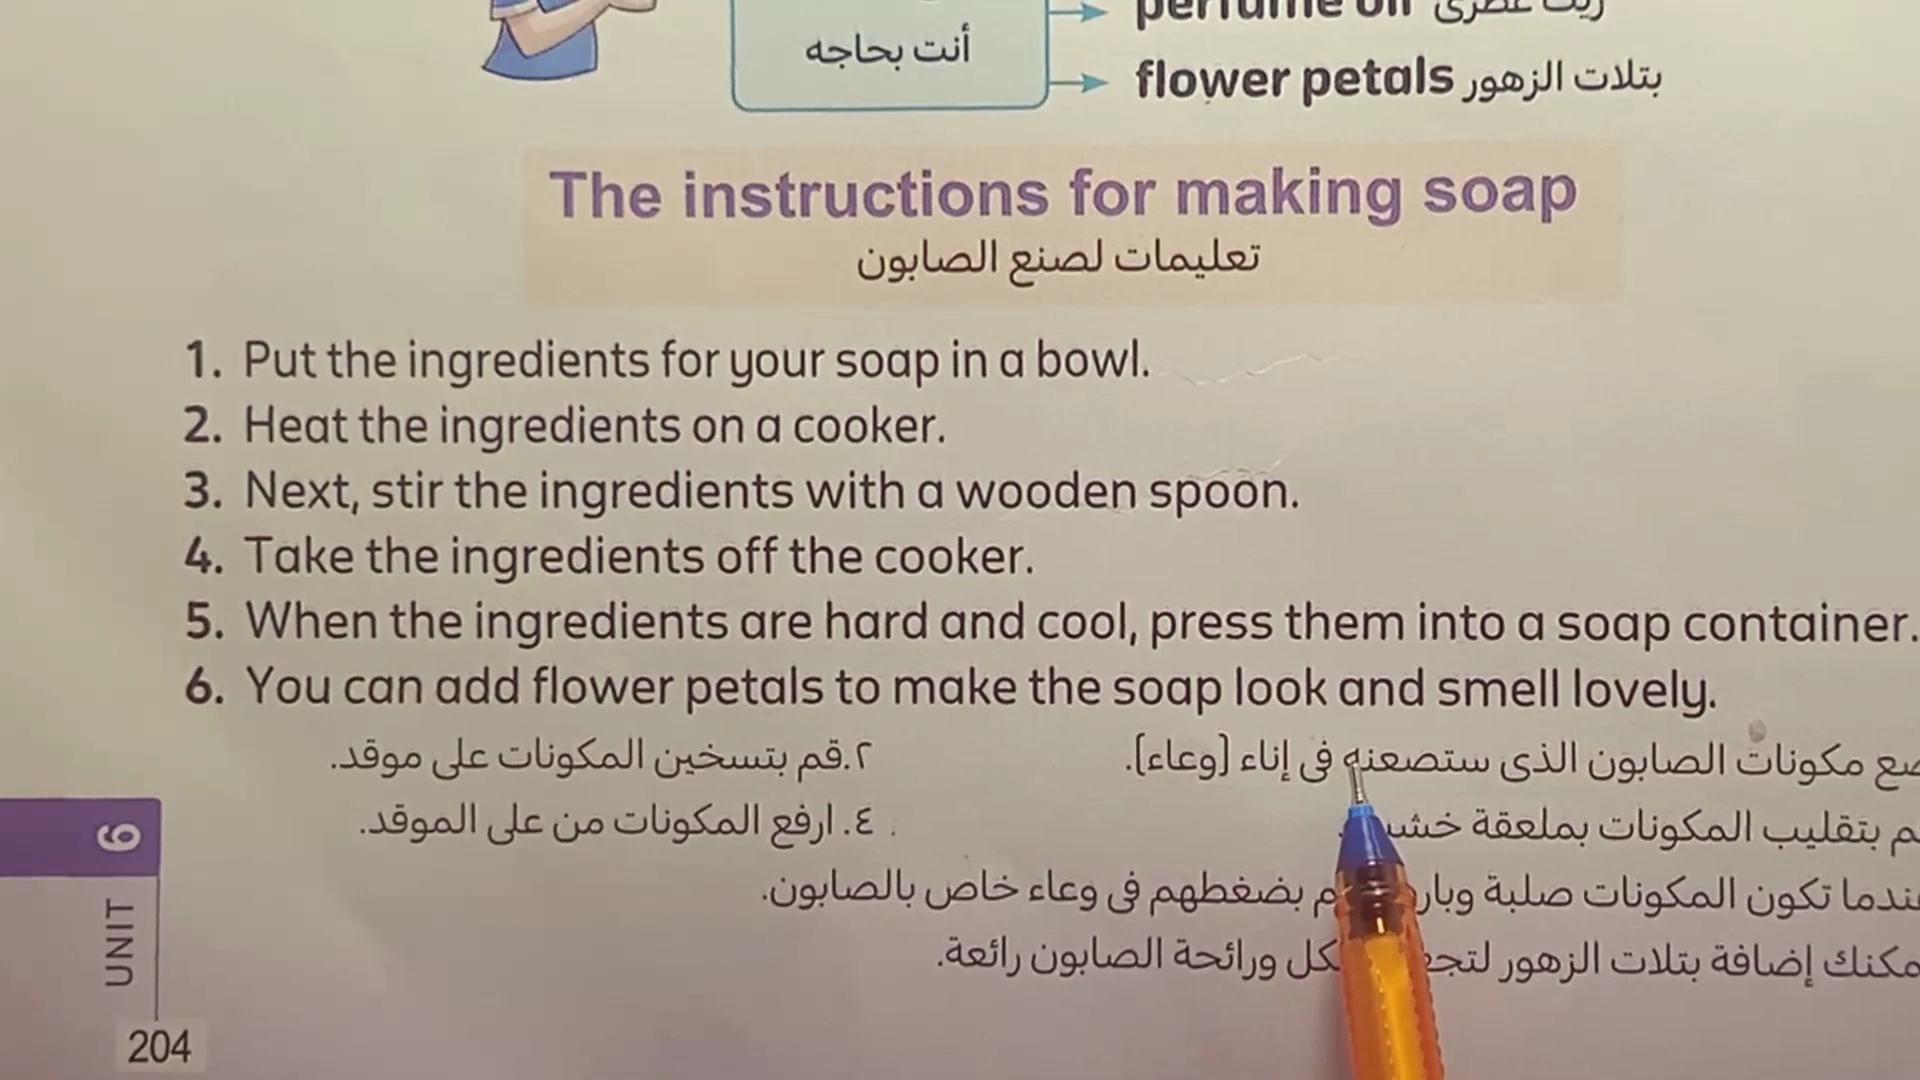 perfume oil زيت عطرى
أنت بحاجه
flower petals بتلات الزهور
The instructions for making soap
تعليمات لصنع الصابون
1. Put the ingredients for your soap in a bowl.
2. Heat the ingredients on a cooker.
3. Next, stir the ingredients with a wooden spoon.
4. Take the ingredients off the cooker.
5. When the ingredients are hard and cool, press them into a soap container.
6. You can add flower petals to make the soap look and smell lovely.
مكونات الصابون الذى ستصعنه فى إناء (وعاء).
٢.قم بتسخين المكونات على موقد.
بتقليب المكونات بملعقة
٤. ارفع المكونات من على الموقد.
تكون المكونات صلبة بضغطهم فى وعاء خاص بالصابون.
إضافة بتلات الزهور ورائحة الصابون رائعة.
6
UNIT
204